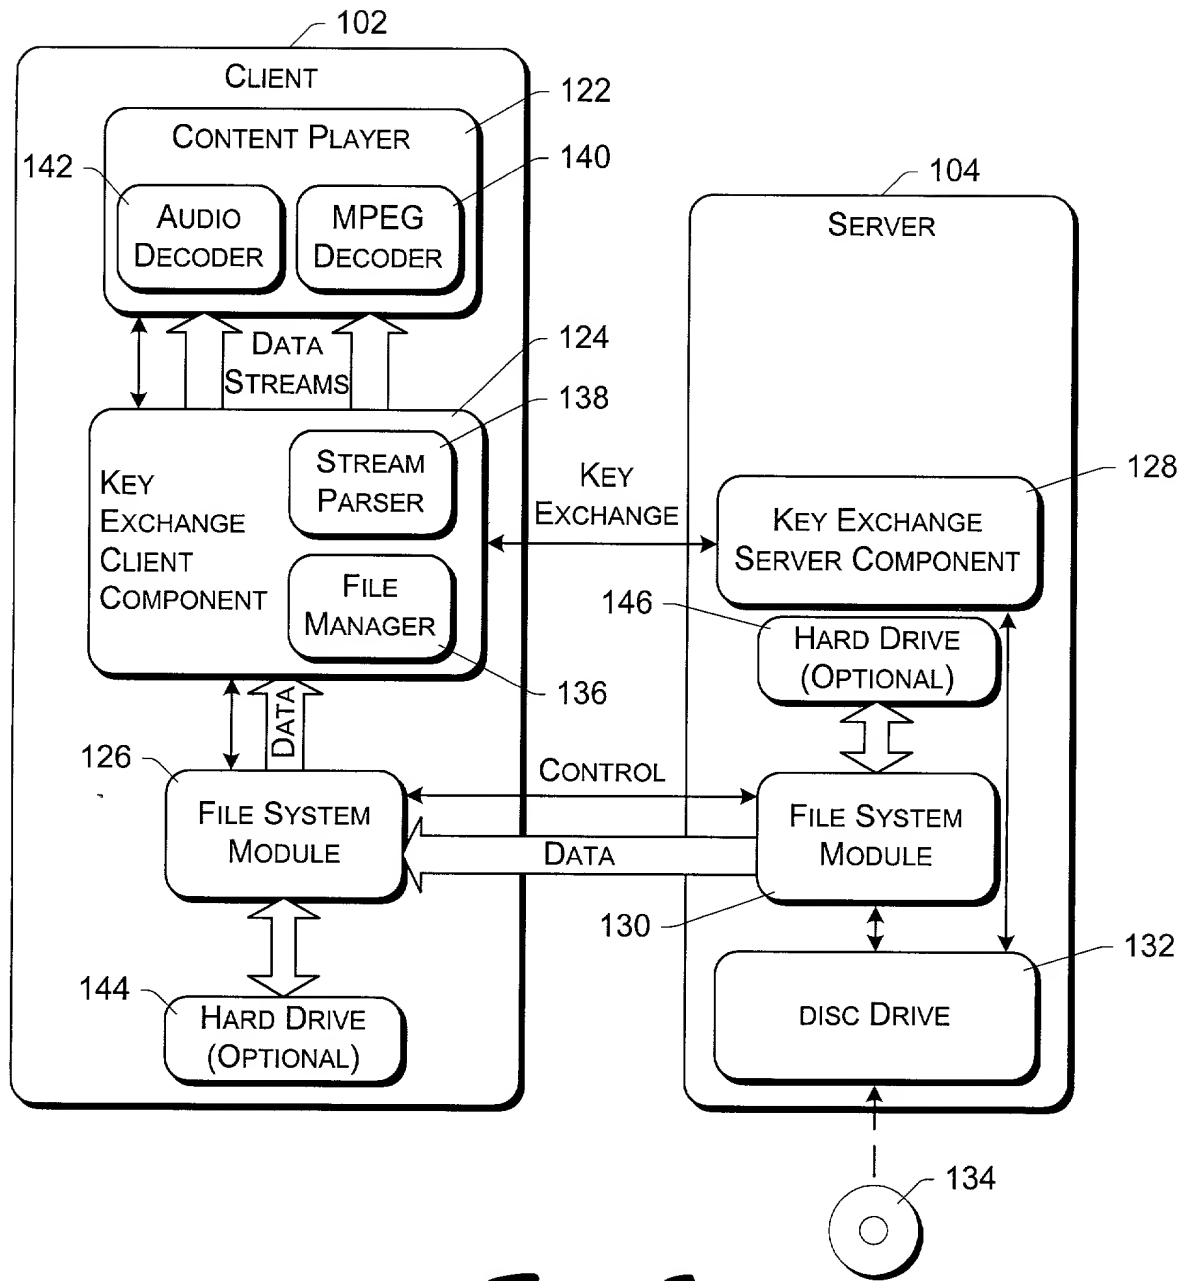 102
CLIENT
122
CONTENT PLAYER
142
140
AUDIO
DECODER
MPEG
DECODER
104
SERVER
DATA
STREAMS
124
138
STREAM
PARSER
KEY
EXCHANGE
CLIENT
COMPONENT
FILE
MANAGER
136
KEY
EXCHANGE
128
KEY EXCHANGE
SERVER COMPONENT
146
HARD DRIVE
(OPTIONAL)
DATA
126
FILE SYSTEM
MODULE
CONTROL
DATA
FILE SYSTEM
MODULE
130
132
DISC DRIVE
144
HARD DRIVE
(OPTIONAL)
134